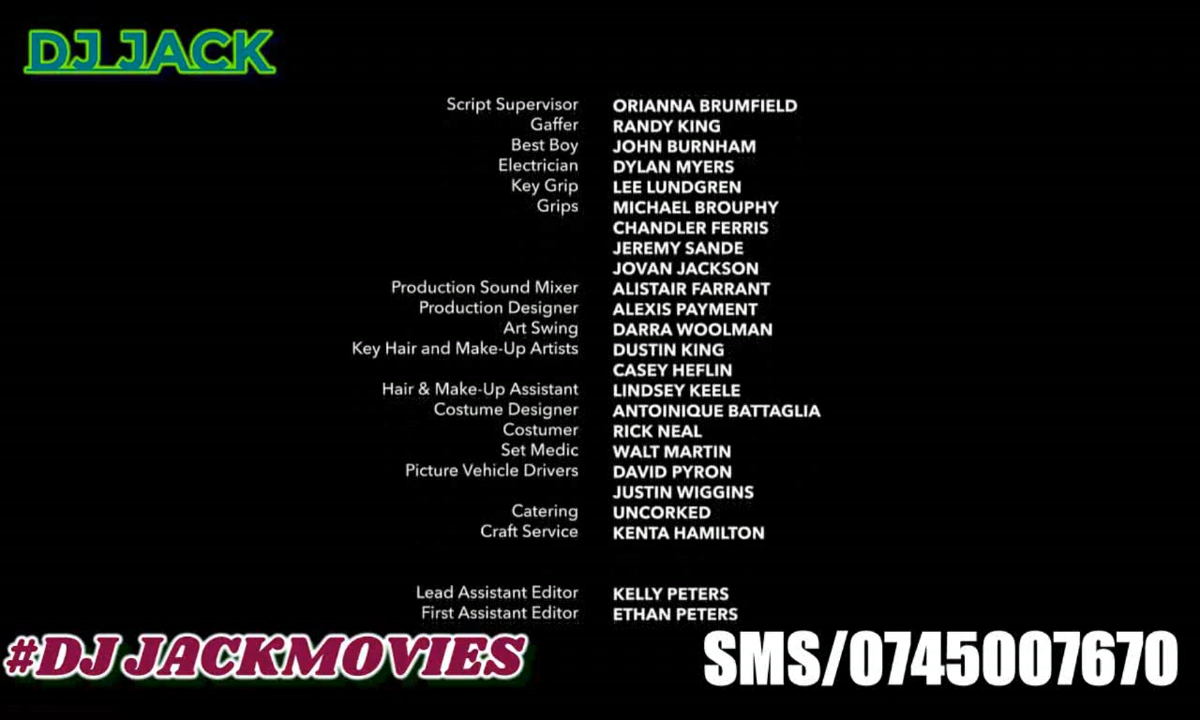 DJ JACK
Script Supervisor ORIANNA BRUMFIELD
Gaffer RANDY KING
Best Boy JOHN BURNHAM
Electrician DYLAN MYERS
Key Grip LEE LUNDGREN
Grips MICHAEL BROUPHY
CHANDLER FERRIS
JEREMY SANDE
JOVAN JACKSON
Production Sound Mixer ALISTAIR FARRANT
Production Designer ALEXIS PAYMENT
Art Swing DARRA WOOLMAN
Key Hair and Make-Up Artists DUSTIN KING
CASEY HEFLIN
Hair & Make-Up Assistant LINDSEY KEELE
Costume Designer ANTOINIQUE BATTAGLIA
Costumer RICK NEAL
Set Medic WALT MARTIN
Picture Vehicle Drivers DAVID PYRON
JUSTIN WIGGINS
Catering UNCORKED
Craft Service KENTA HAMILTON
Lead Assistant Editor KELLY PETERS
First Assistant Editor ETHAN PETERS
#DJ JACKMOVIES
SMS/0745007670